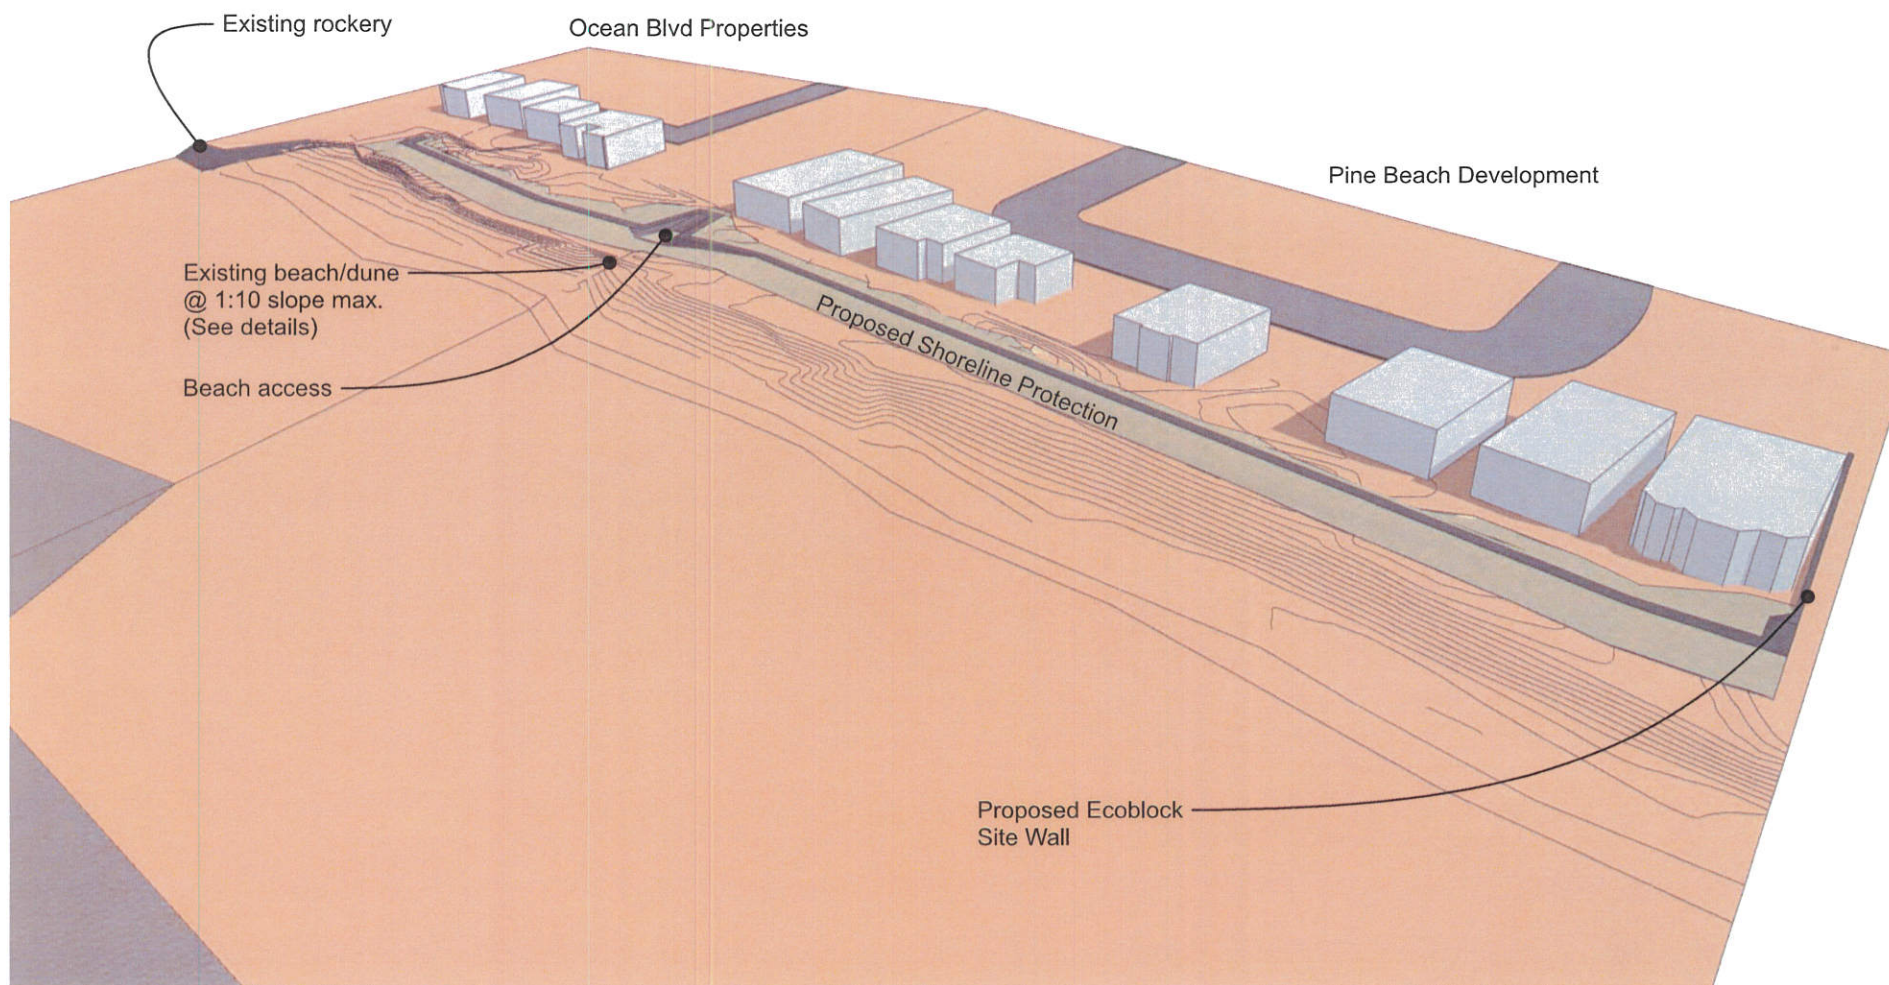 Existing rockery
Ocean Blvd Properties
Pine Beach Development
Existing beach/dune
@ 1:10 slope max.
(See details)
Beach access
Proposed Shoreline Protection
Proposed Ecoblock
Site Wall